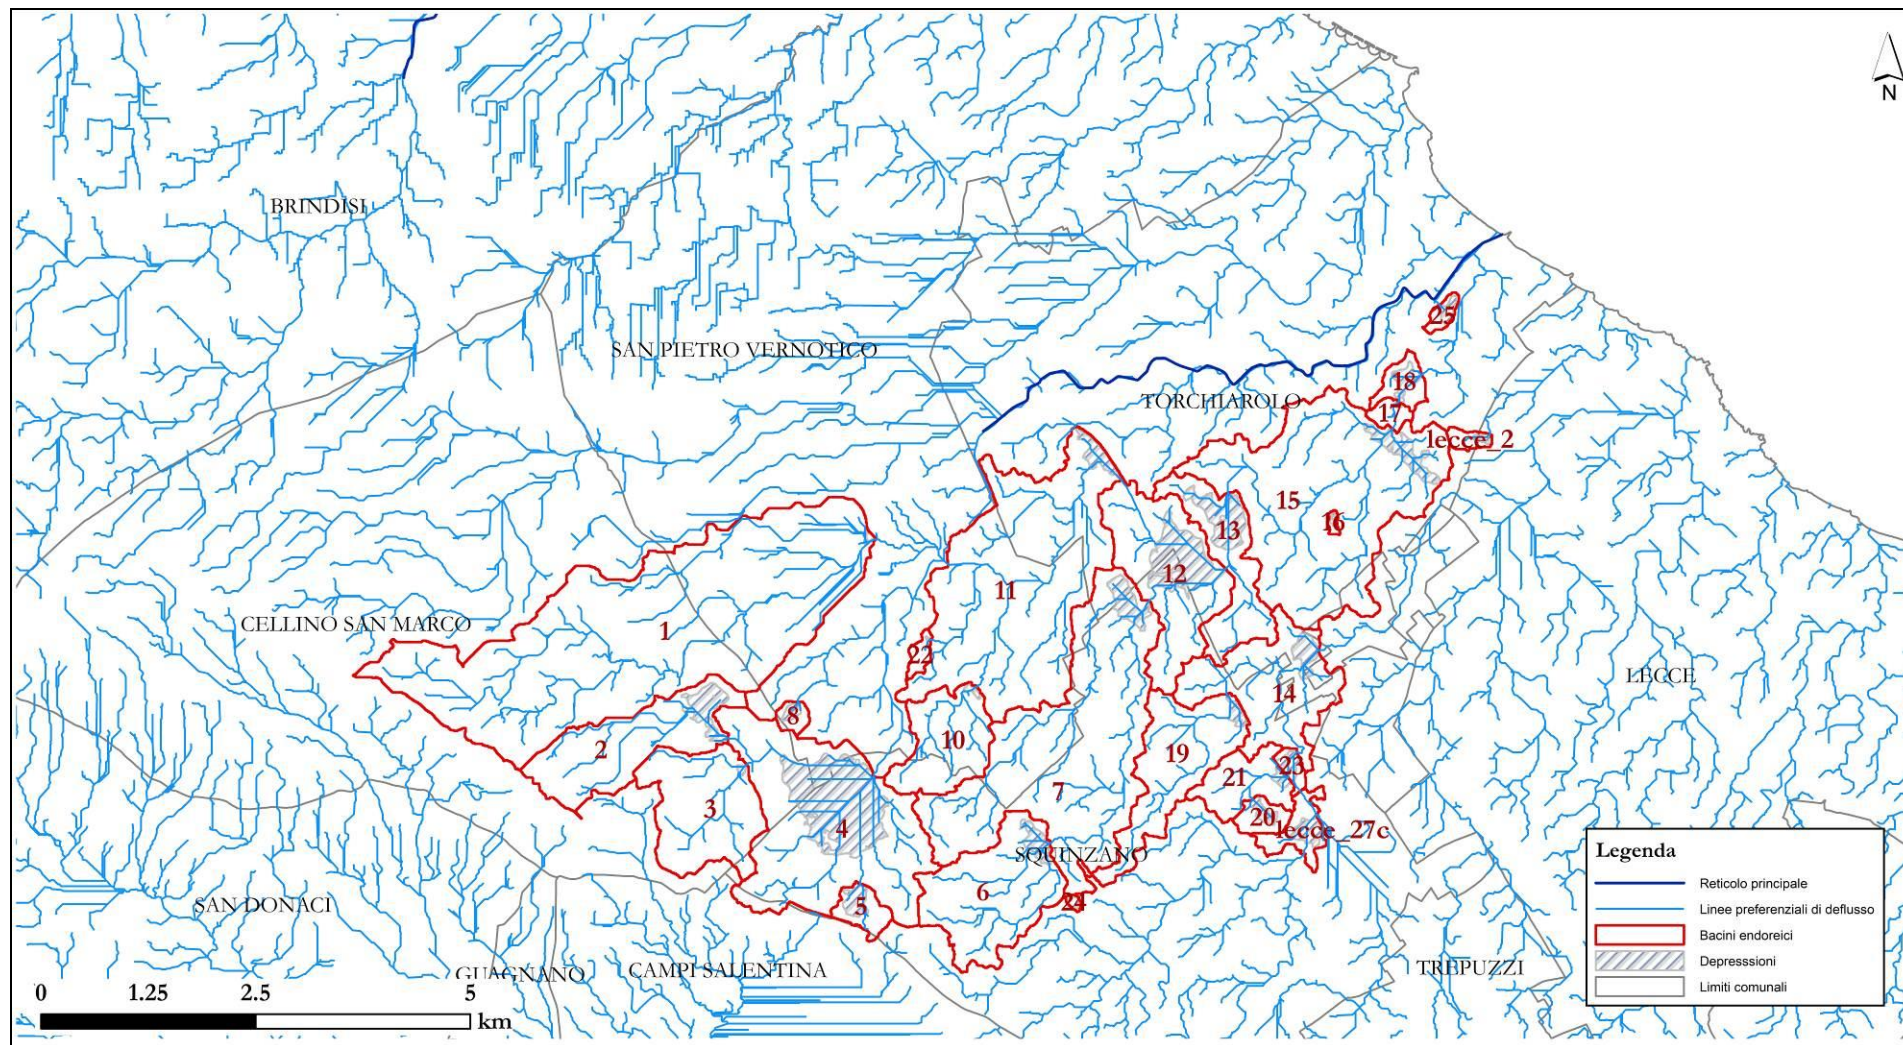 N
BRINDISI
25
SAN PIETRO VERNOTICO
18
TORCHIAROLO
17
lecce_2
15
16
13
12
11
CELLINO SAN MARCO
1
22
LECCE
14
8
10
2
19
23
21
7
3
20
4
lecce_27c
SQUINZANO
6
24
5
SAN DONACI
GUAGNANO
CAMPI SALENTINA
TREPUZZI
0 1.25 2.5 5
km
Legenda
Reticolo principale
Linee preferenziali di deflusso
Bacini endoreici
Depresssioni
Limiti comunali